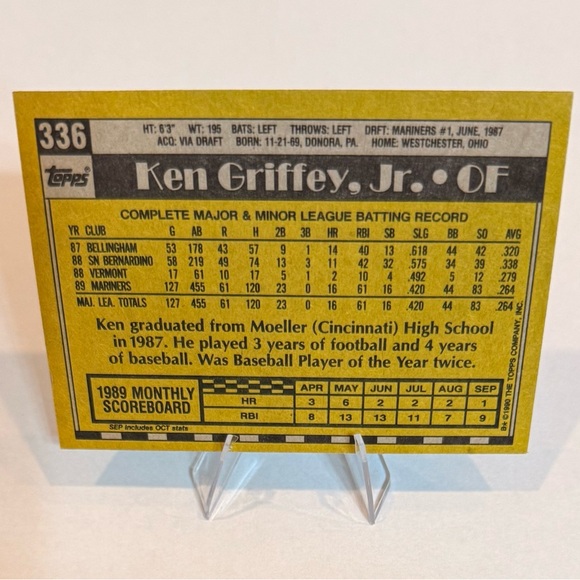 336
HT: 6'3" WT: 195 BATS: LEFT THROWS: LEFT DRFT: MARINERS #1, JUNE, 1987
ACQ: VIA DRAFT BORN: 11-21-69, DONORA, PA. HOME: WESTCHESTER, OHIO
topps®
Ken Griffey, Jr. • OF
COMPLETE MAJOR & MINOR LEAGUE BATTING RECORD
YR CLUB G AB R H 2B 3B HR RBI SB SLG BB SO AVG
87 BELLINGHAM 53 178 43 57 9 1 14 40 13 .618 44 42 .320
88 SN BERNARDINO 58 219 49 74 13 3 11 42 32 .575 34 39 .338
88 VERMONT 17 61 10 17 5 1 2 10 4 .492 5 12 .279
89 MARINERS 127 455 61 120 23 0 16 61 16 .420 44 83 .264
MAJ. LEA. TOTALS 127 455 61 120 23 0 16 61 16 .420 44 83 .264
Ken graduated from Moeller (Cincinnati) High School
in 1987. He played 3 years of football and 4 years
of baseball. Was Baseball Player of the Year twice.
1989 MONTHLY
SCOREBOARD
APR MAY JUN JUL AUG SEP
HR 3 6 2 2 2 1
RBI 8 13 13 11 7 9
SEP includes OCT stats
B* ©1990 THE TOPPS COMPANY, INC.